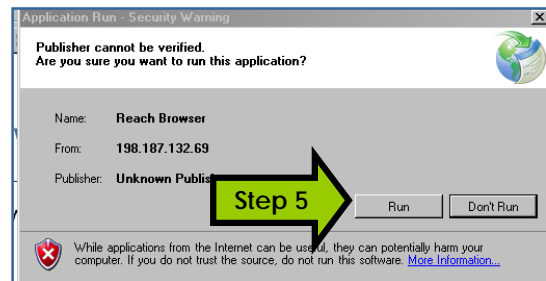 Application Run - Security Warning
Publisher cannot be verified.
Are you sure you want to run this application?
Name: Reach Browser
From: 198.187.132.69
Publisher: Unknown
Step 5
Run
Don't Run
While applications from the Internet can be useful, they can potentially harm your
computer. If you do not trust the source, do not run this software. More Information...